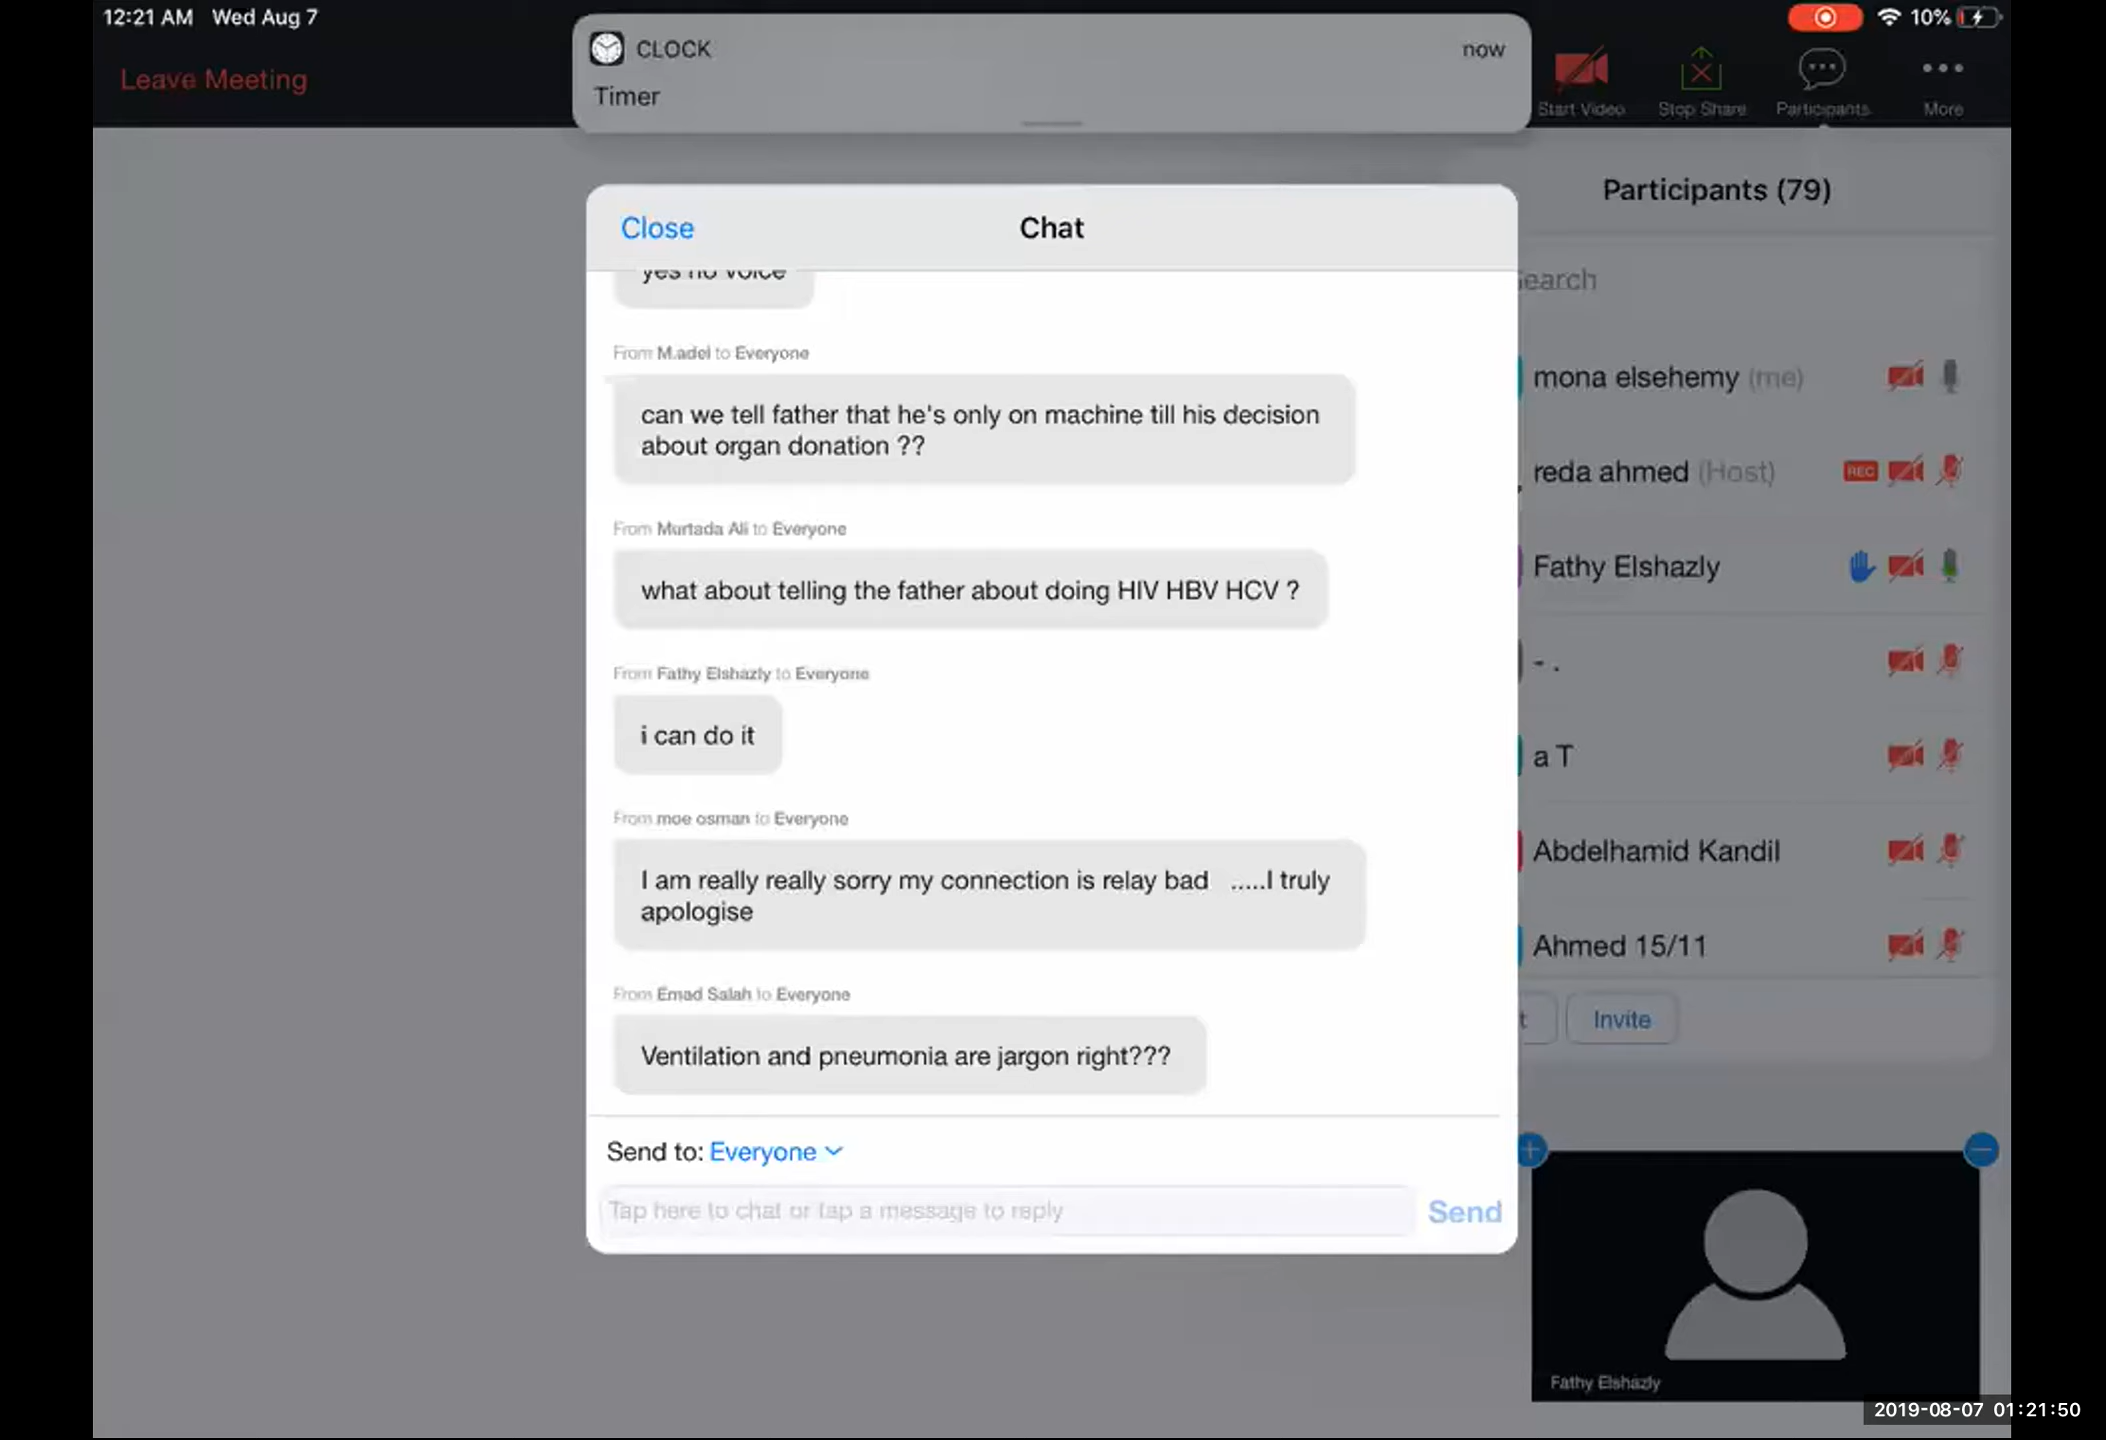 12:21 AM Wed Aug 7
10%
Leave Meeting
CLOCK
now
Timer
Start Video
Stop Share
Participants
More
Close
Chat
yes no voice
From M.adel to Everyone
can we tell father that he's only on machine till his decision
about organ donation ??
From Murtada Ali to Everyone
what about telling the father about doing HIV HBV HCV ?
From Fathy Elshazly to Everyone
i can do it
From moe osman to Everyone
I am really really sorry my connection is relay bad .....I truly
apologise
From Emad Salah to Everyone
Ventilation and pneumonia are jargon right???
Send to: Everyone
Tap here to chat or tap a message to reply
Send
Participants (79)
Search
mona elsehemy (me)
reda ahmed (Host)
REC
Fathy Elshazly
- .
a T
Abdelhamid Kandil
Ahmed 15/11
t
Invite
Fathy Elshazly
2019-08-07 01:21:50